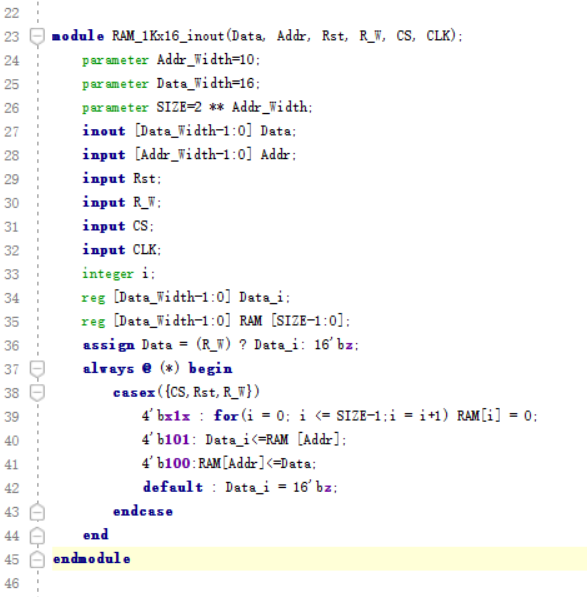 22
23 module RAM_1Kx16_inout(Data, Addr, Rst, R_W, CS, CLK);
24 parameter Addr_Width=10;
25 parameter Data_Width=16;
26 parameter SIZE=2 ** Addr_Width;
27 inout [Data_Width-1:0] Data;
28 input [Addr_Width-1:0] Addr;
29 input Rst;
30 input R_W;
31 input CS;
32 input CLK;
33 integer i;
34 reg [Data_Width-1:0] Data_i;
35 reg [Data_Width-1:0] RAM [SIZE-1:0];
36 assign Data = (R_W) ? Data_i: 16'bz;
37 always @ (*) begin
38 casex({CS,Rst,R_W})
39 4'bx1x : for(i = 0; i <= SIZE-1;i = i+1) RAM[i] = 0;
40 4'b101: Data_i<=RAM [Addr];
41 4'b100:RAM[Addr]<=Data;
42 default : Data_i = 16'bz;
43 endcase
44 end
45 endmodule
46